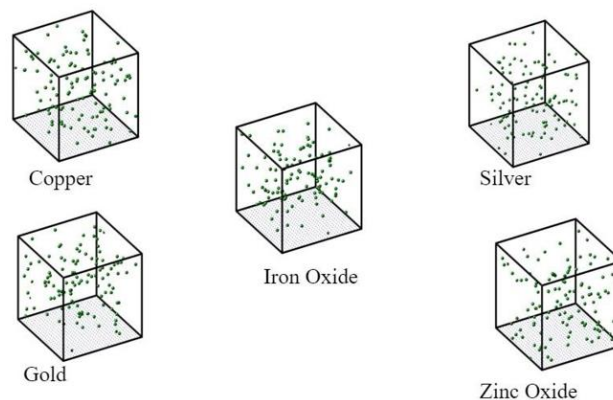 Copper
Silver
Iron Oxide
Gold
Zinc Oxide